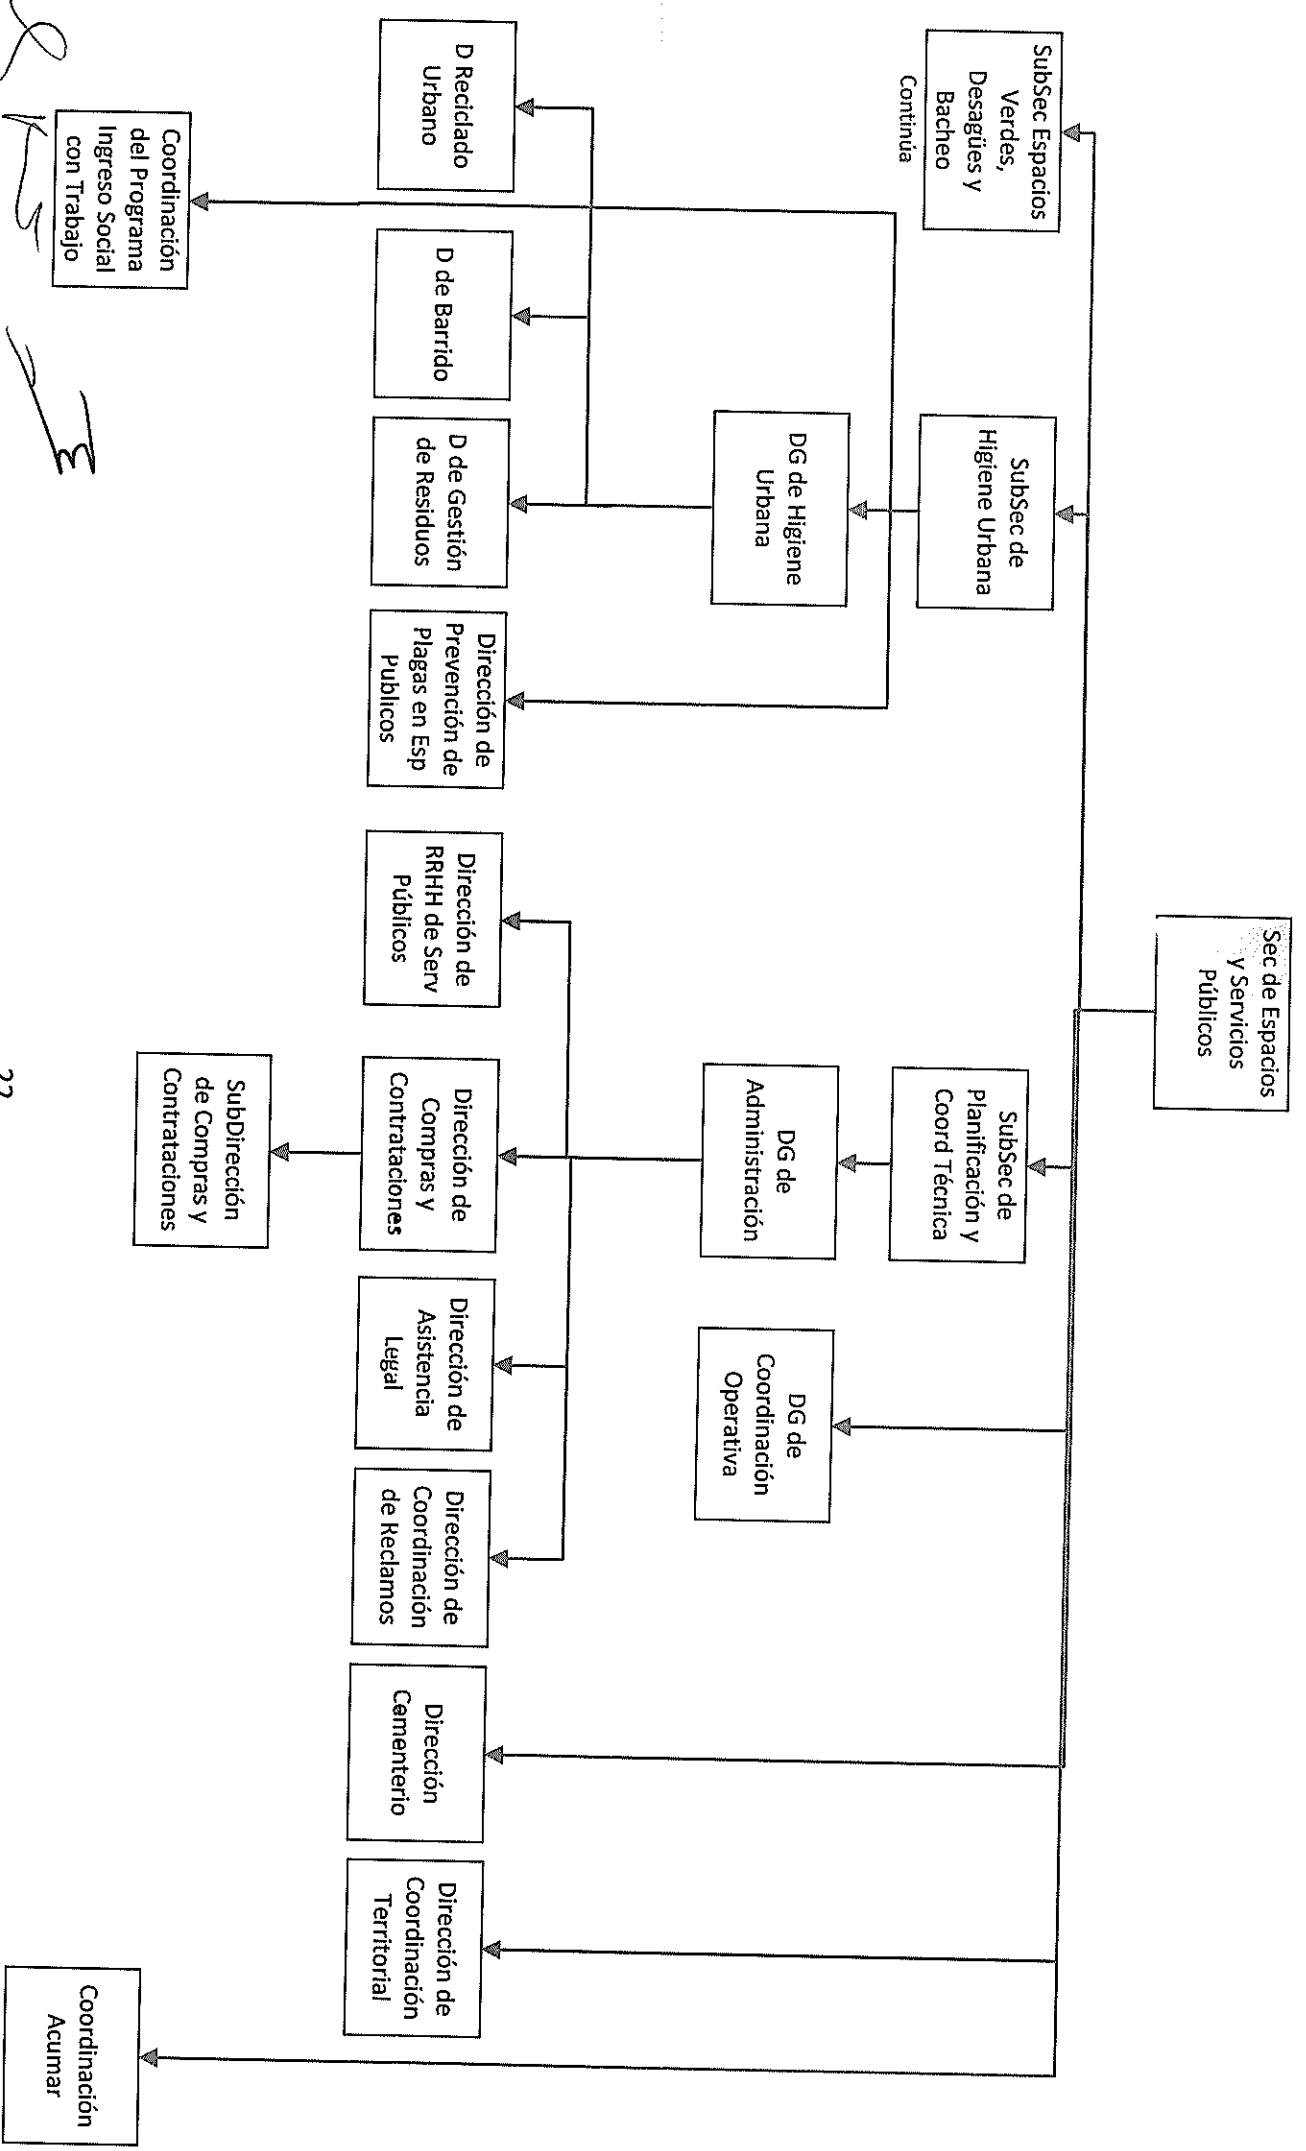 Sec de Espacios
y Servicios
Públicos
SubSec Espacios
Verdes,
Desagües y
Bacheo
Continúa
SubSec de
Higiene Urbana
SubSec de
Planificación y
Coord Técnica
DG de Higiene
Urbana
DG de
Administración
DG de
Coordinación
Operativa
D Reciclado
Urbano
D de Barrido
D de Gestión
de Residuos
Dirección de
Prevención de
Plagas en Esp
Publicos
Dirección de
RRHH de Serv
Públicos
Dirección de
Compras y
Contrataciones
Dirección de
Asistencia
Legal
Dirección de
Coordinación
de Reclamos
Dirección
Cementerio
Dirección de
Coordinación
Territorial
Coordinación
del Programa
Ingreso Social
con Trabajo
SubDirección
de Compras y
Contrataciones
Coordinación
Acumar